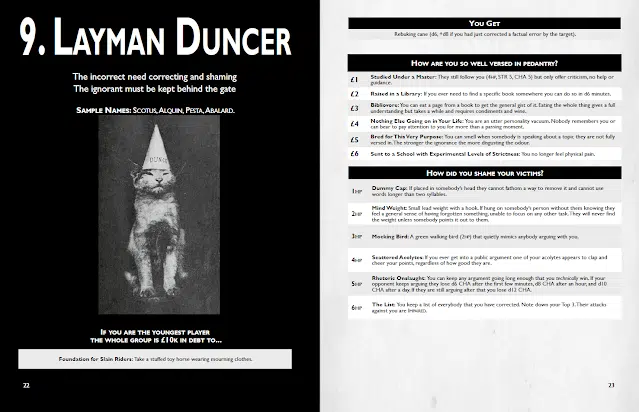 9. LAYMAN DUNCER
The incorrect need correcting and shaming
The ignorant must be kept behind the gate
SAMPLE NAMES: SCOTUS, ALQUIN, PESTA, ABALARD.
DUNCE
IF YOU ARE THE YOUNGEST PLAYER
THE WHOLE GROUP IS £10K IN DEBT TO...
Foundation for Slain Riders: Take a stuffed toy horse wearing mourning clothes.
22
YOU GET
Rebuking cane (d6, +d8 if you had just corrected a factual error by the target).
HOW ARE YOU SO WELL VERSED IN PEDANTRY?
£1 Studied Under a Master: They still follow you (4HP, STR 5, CHA 5) but only offer criticism, no help or
guidance.
£2 Raised in a Library: If you ever need to find a specific book somewhere you can do so in d6 minutes.
£3 Bibliovore: You can eat a page from a book to get the general gist of it. Eating the whole thing gives a full
understanding but takes a while and requires condiments and wine.
£4 Nothing Else Going on in Your Life: You are an utter personality vacuum. Nobody remembers you or
can bear to pay attention to you for more than a passing moment.
£5 Bred for This Very Purpose: You can smell when somebody is speaking about a topic they are not fully
versed in. The stronger the ignorance the more disgusting the odour.
£6 Sent to a School with Experimental Levels of Strictness: You no longer feel physical pain.
HOW DID YOU SHAME YOUR VICTIMS?
1HP Dummy Cap: If placed in somebody's head they cannot fathom a way to remove it and cannot use
words longer than two syllables.
2HP Mind Weight: Small lead weight with a hook. If hung on somebody's person without them knowing they
feel a general sense of having forgotten something, unable to focus on any other task. They will never find
the weight unless somebody points it out to them.
3HP Mocking Bird: A green walking bird (2HP) that quietly mimics anybody arguing with you.
4HP Scattered Acolytes: If you ever get into a public argument one of your acolytes appears to clap and
cheer your points, regardless of how good they are.
5HP Rhetoric Onslaught: You can keep any argument going long enough that you technically win. If your
opponent keeps arguing they lose d6 CHA after the first few minutes, d8 CHA after an hour, and d10
CHA after a day. If they are still arguing after that you lose d12 CHA.
6HP The List: You keep a list of everybody that you have corrected. Note down your Top 3. Their attacks
against you are IMPAIRED.
23